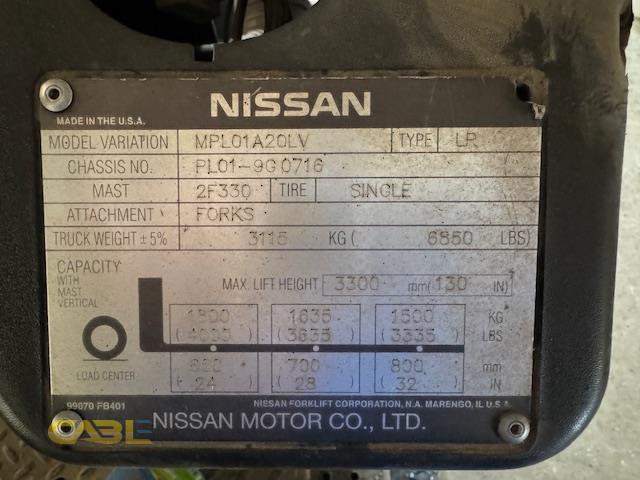 NISSAN
MADE IN THE U.S.A.
MODEL VARIATION MPL01A20LV TYPE LP
CHASSIS NO. PL01-9G0716
MAST 2F330 TIRE SINGLE
ATTACHMENT FORKS
TRUCK WEIGHT ±5% 3115 KG ( 6850 LBS)
CAPACITY
WITH
MAST
VERTICAL
MAX. LIFT HEIGHT 3300 mm( 130 IN)
1800 1635 1500 KG
(4000) (3635) (3335) LBS
LOAD CENTER
600 700 800 mm
(24) (28) (32) IN
99070 FB401
NISSAN FORKLIFT CORPORATION, N.A. MARENGO, IL U.S.A.
NISSAN MOTOR CO., LTD.